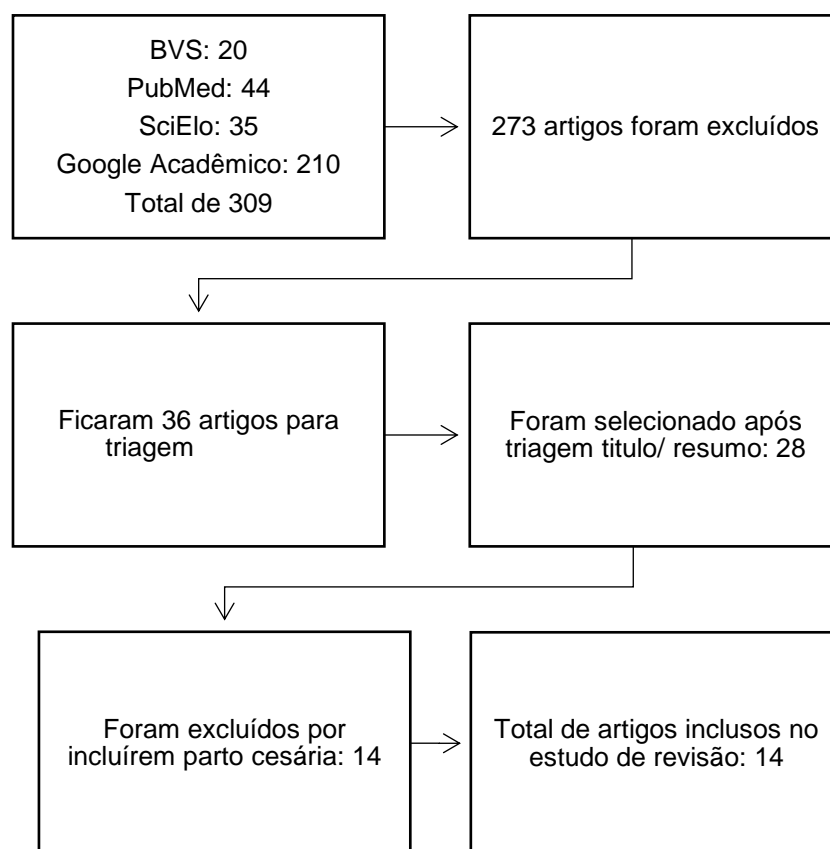 BVS: 20
PubMed: 44
SciElo: 35
Google Acadêmico: 210
Total de 309
273 artigos foram excluídos
Ficaram 36 artigos para
triagem
Foram selecionado após
triagem titulo/ resumo: 28
Foram excluídos por
incluírem parto cesária: 14
Total de artigos inclusos no
estudo de revisão: 14